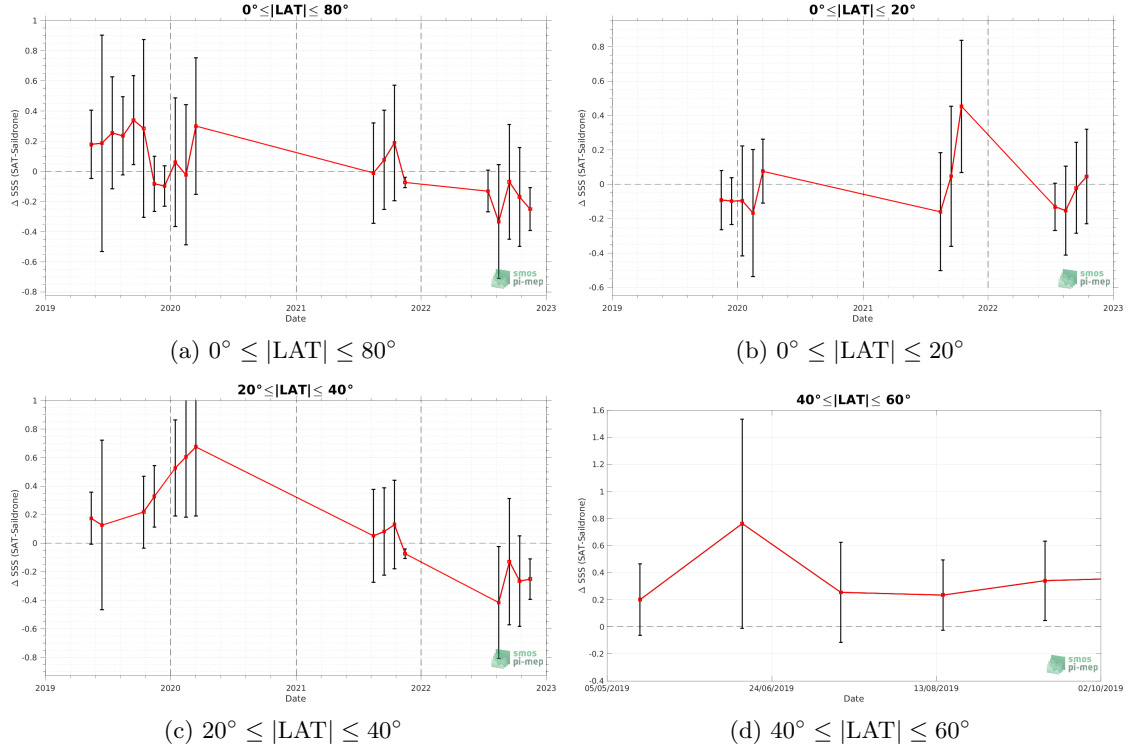 0°≤|LAT|≤ 80°
1
0.8
0.6
0.4
0.2
0
-0.2
-0.4
-0.6
-0.8
Δ SSS (SAT-Saildrone)
2019
2020
2021
2022
2023
Date
smos
pi-mep
(a) 0° ≤ |LAT| ≤ 80°
0°≤|LAT|≤ 20°
0.8
0.6
0.4
0.2
0
-0.2
-0.4
-0.6
Δ SSS (SAT-Saildrone)
2019
2020
2021
2022
2023
Date
smos
pi-mep
(b) 0° ≤ |LAT| ≤ 20°
20°≤|LAT|≤ 40°
1
0.8
0.6
0.4
0.2
0
-0.2
-0.4
-0.6
-0.8
Δ SSS (SAT-Saildrone)
2019
2020
2021
2022
2023
Date
smos
pi-mep
(c) 20° ≤ |LAT| ≤ 40°
40°≤|LAT|≤ 60°
1.6
1.4
1.2
1
0.8
0.6
0.4
0.2
0
-0.2
-0.4
Δ SSS (SAT-Saildrone)
05/05/2019
24/06/2019
13/08/2019
02/10/2019
Date
smos
pi-mep
(d) 40° ≤ |LAT| ≤ 60°